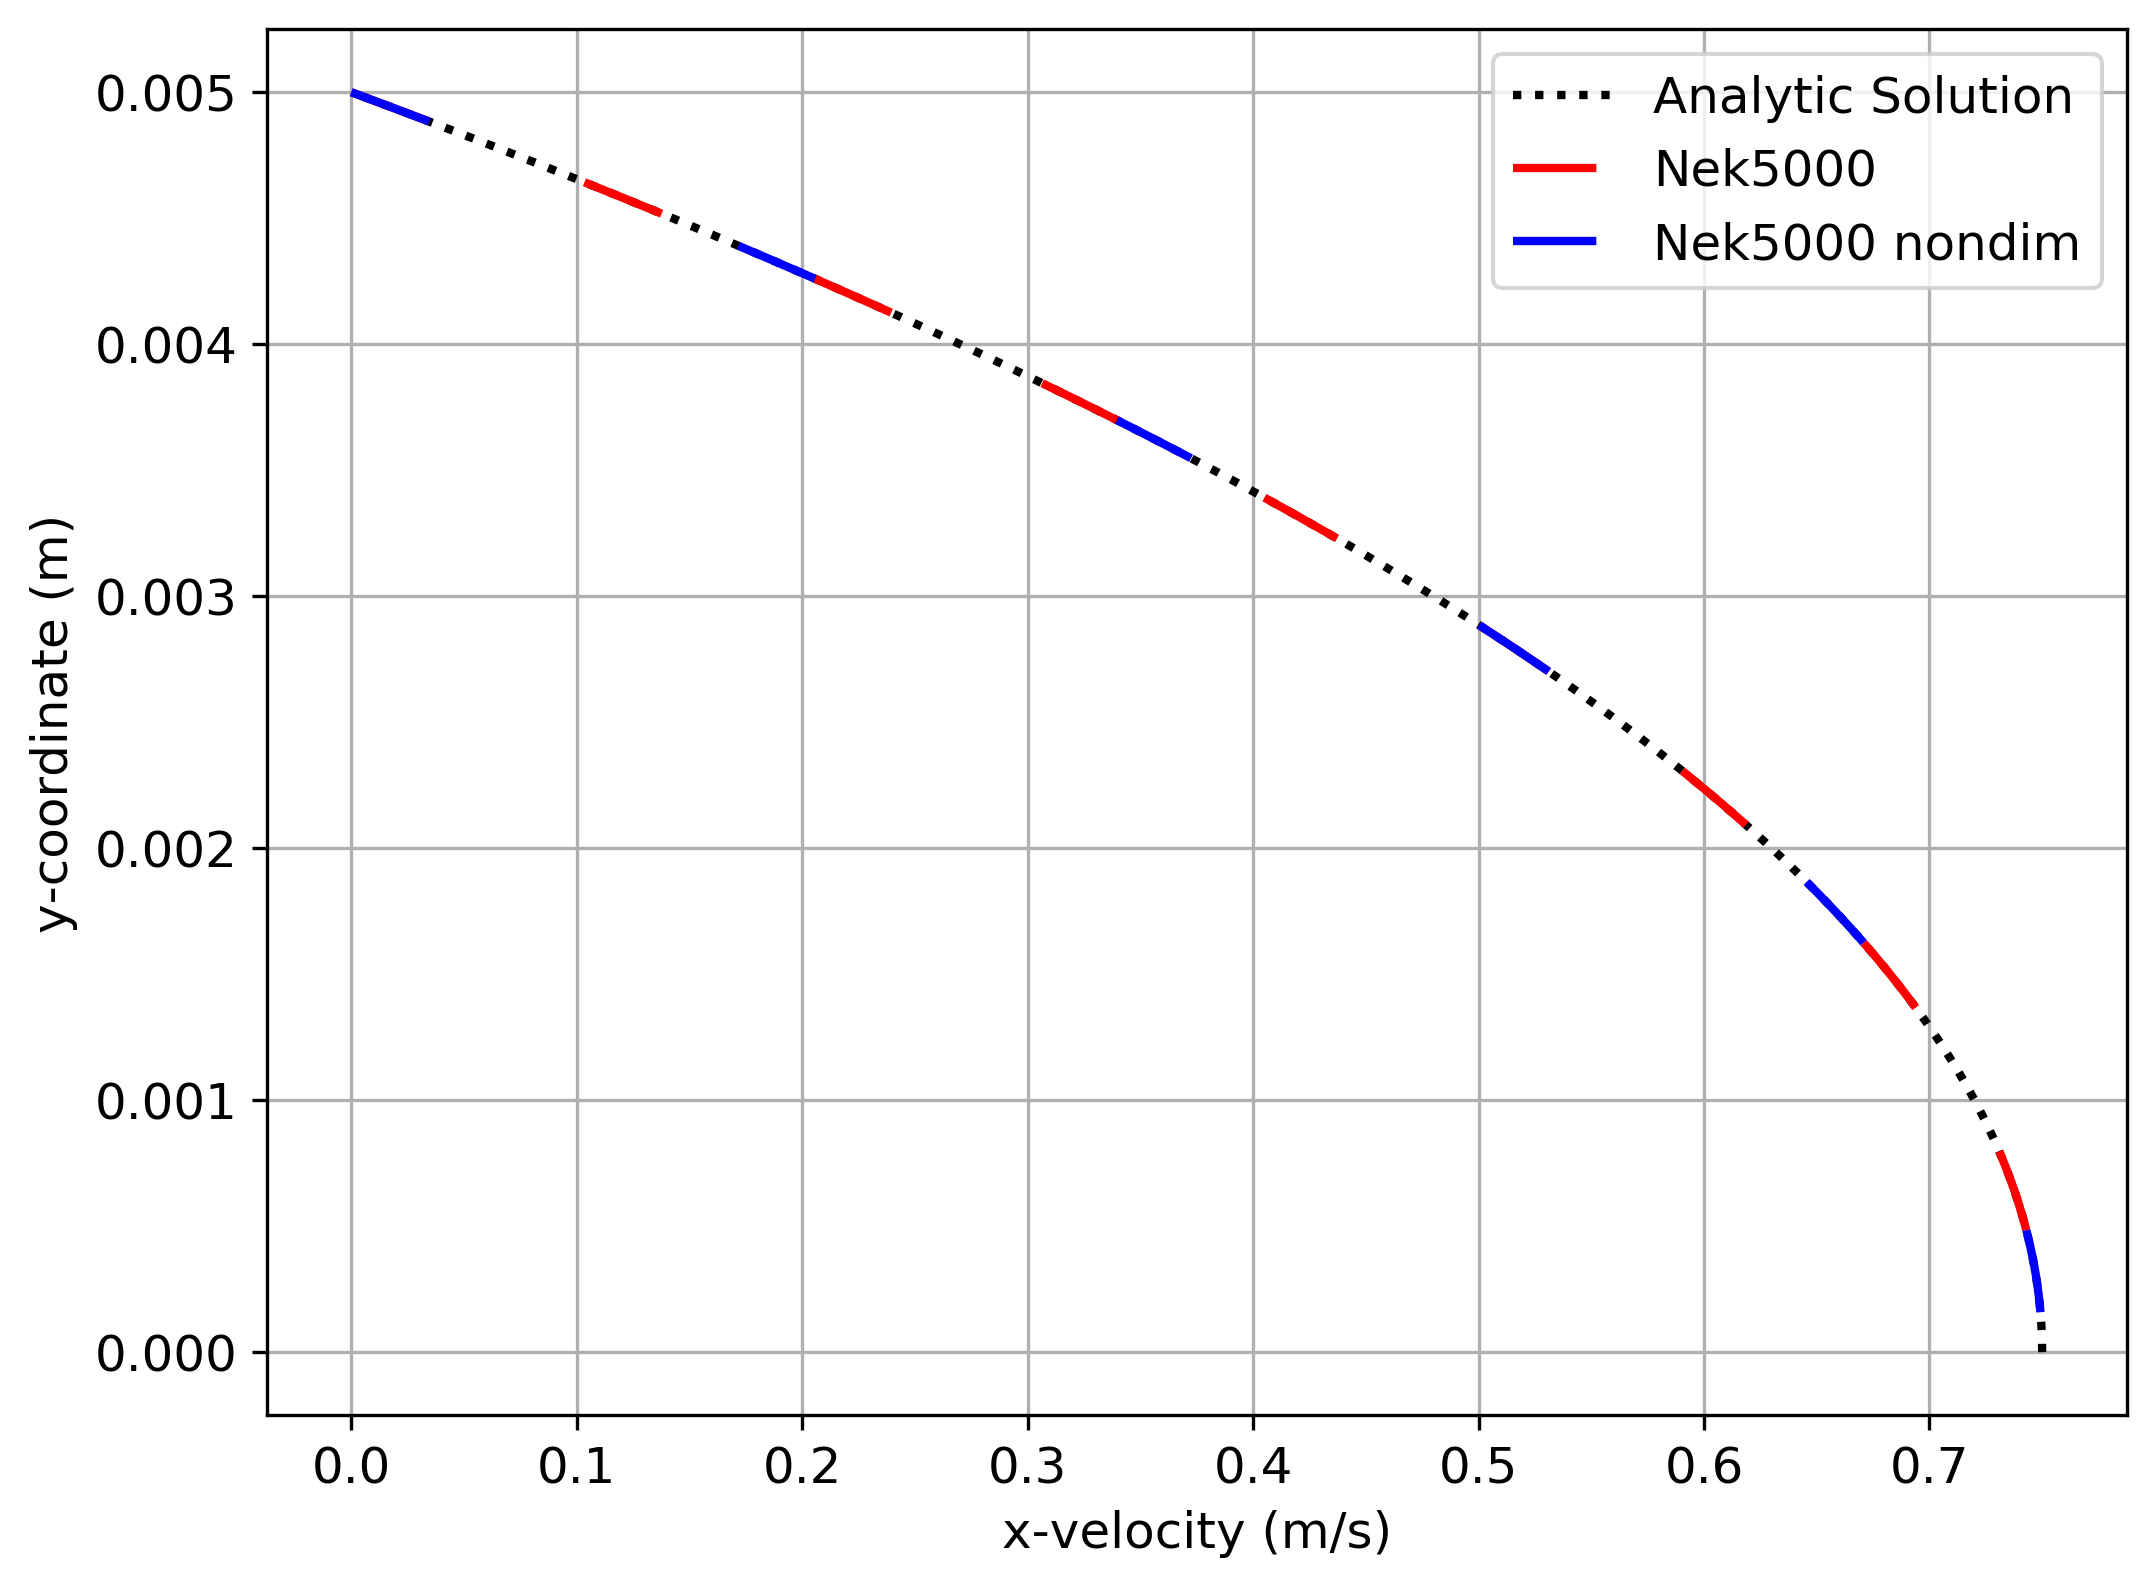 Analytic Solution
Nek5000
Nek5000 nondim
0.005
0.004
0.003
0.002
0.001
0.000
y-coordinate (m)
0.0 0.1 0.2 0.3 0.4 0.5 0.6 0.7
x-velocity (m/s)